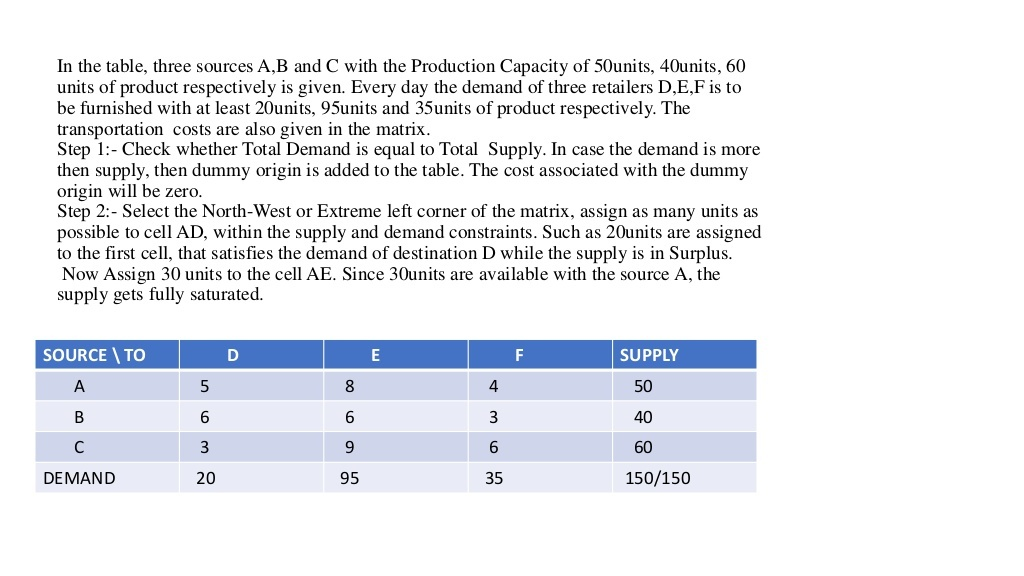 In the table, three sources A,B and C with the Production Capacity of 50units, 40units, 60
units of product respectively is given. Every day the demand of three retailers D,E,F is to
be furnished with at least 20units, 95units and 35units of product respectively. The
transportation  costs are also given in the matrix.
Step 1:- Check whether Total Demand is equal to Total  Supply. In case the demand is more
then supply, then dummy origin is added to the table. The cost associated with the dummy
origin will be zero.
Step 2:- Select the North-West or Extreme left corner of the matrix, assign as many units as
possible to cell AD, within the supply and demand constraints. Such as 20units are assigned
to the first cell, that satisfies the demand of destination D while the supply is in Surplus.
Now Assign 30 units to the cell AE. Since 30units are available with the source A, the
supply gets fully saturated.
SOURCE \ TO D E F SUPPLY
A 5 8 4 50
B 6 6 3 40
C 3 9 6 60
DEMAND 20 95 35 150/150